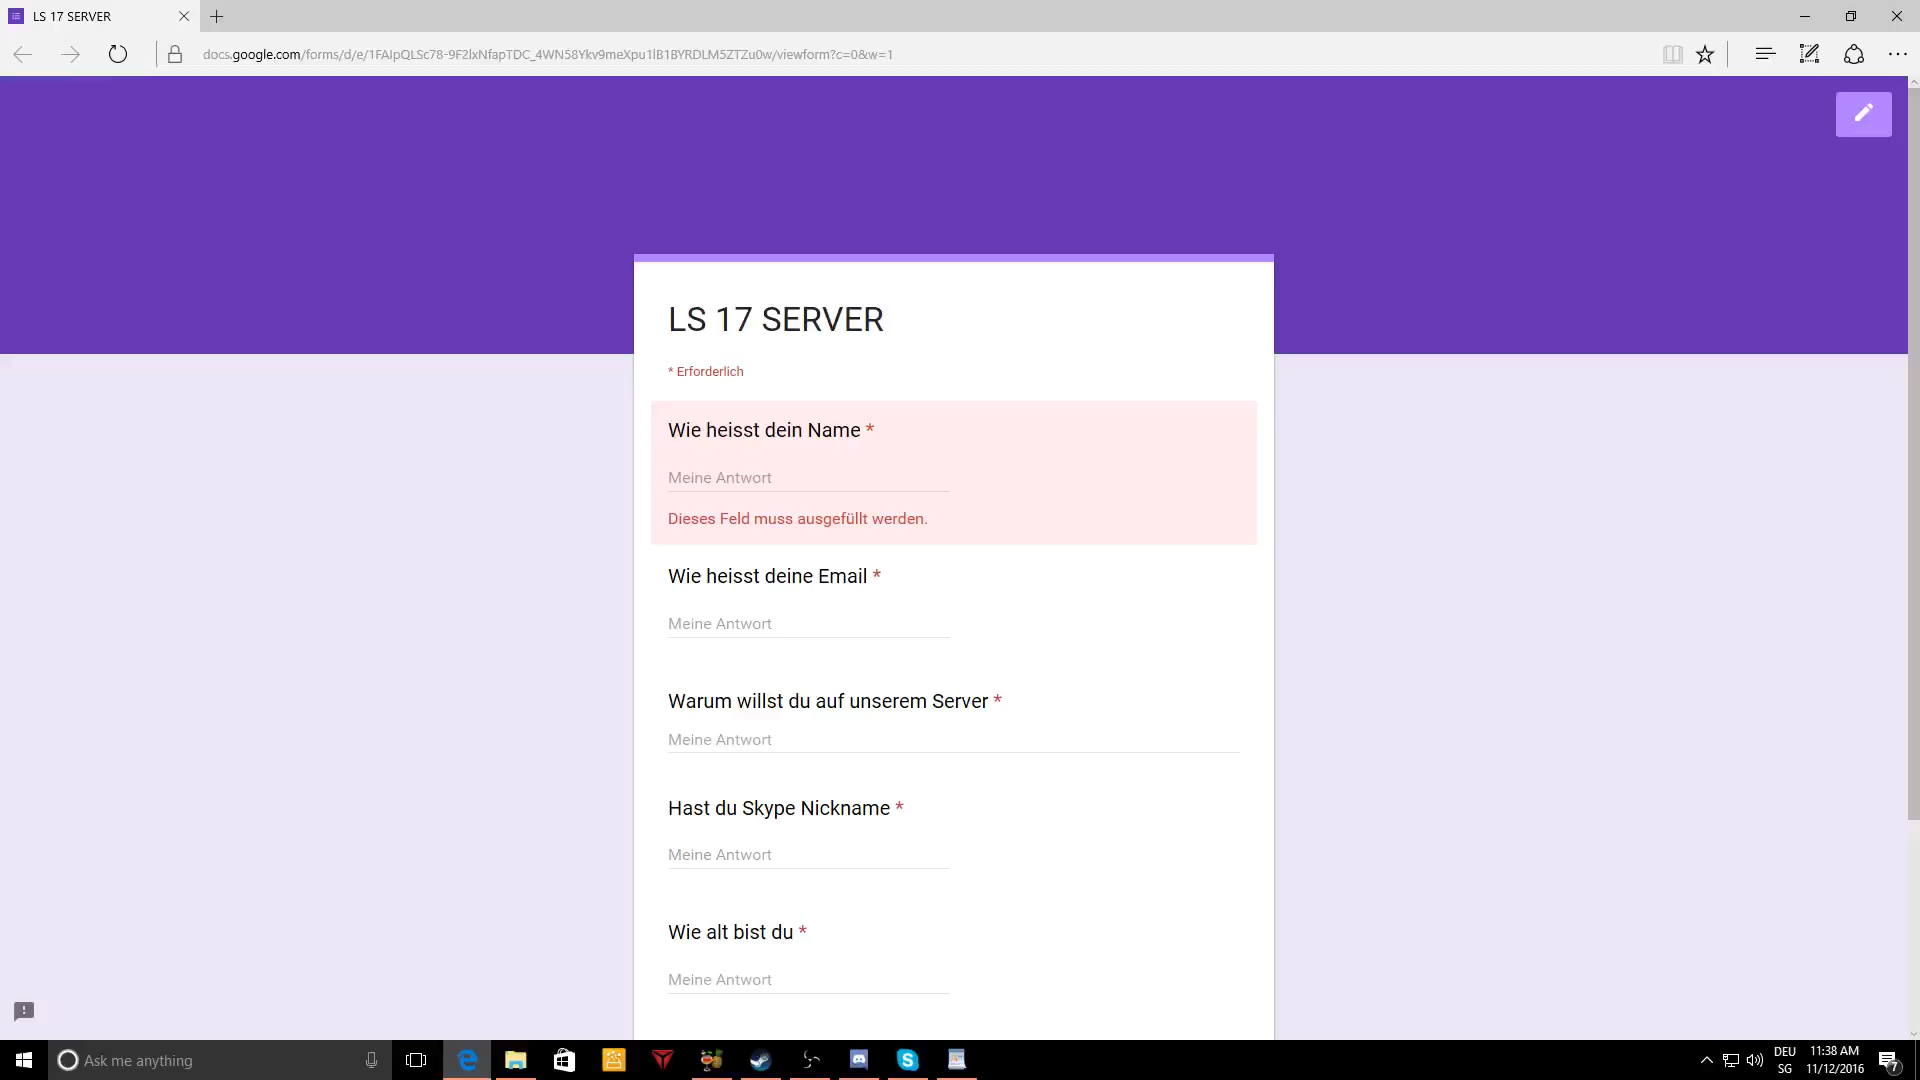 LS 17 SERVER
docs.google.com/forms/d/e/1FAIpQLSc78-9F2lxNfapTDC_4WN58Ykv9meXpu1lB1BYRDLM5ZTZu0w/viewform?c=0&w=1
LS 17 SERVER
* Erforderlich
Wie heisst dein Name *
Meine Antwort
Dieses Feld muss ausgefüllt werden.
Wie heisst deine Email *
Meine Antwort
Warum willst du auf unserem Server *
Meine Antwort
Hast du Skype Nickname *
Meine Antwort
Wie alt bist du *
Meine Antwort
Ask me anything
DEU
SG
11:38 AM
11/12/2016
7